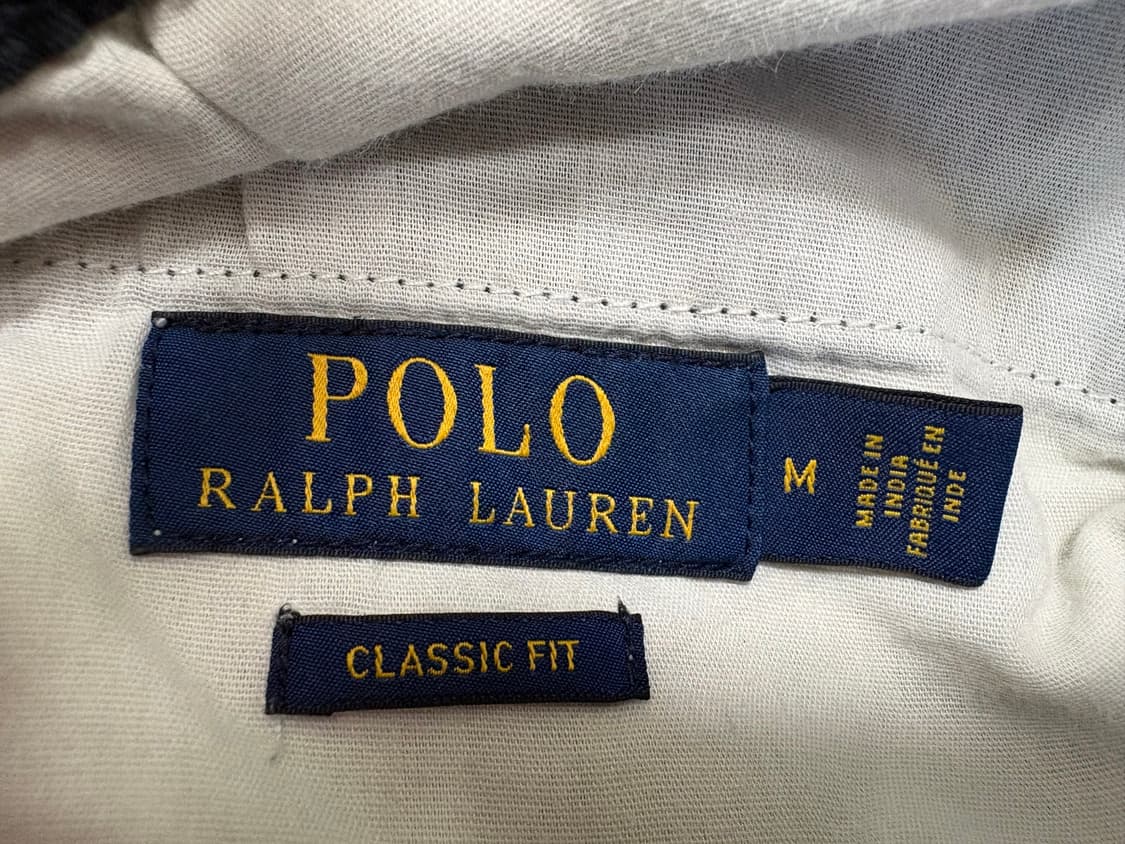 POLO
RALPH LAUREN
M
MADE IN
INDIA
FABRIQUÉ EN
INDE
CLASSIC FIT